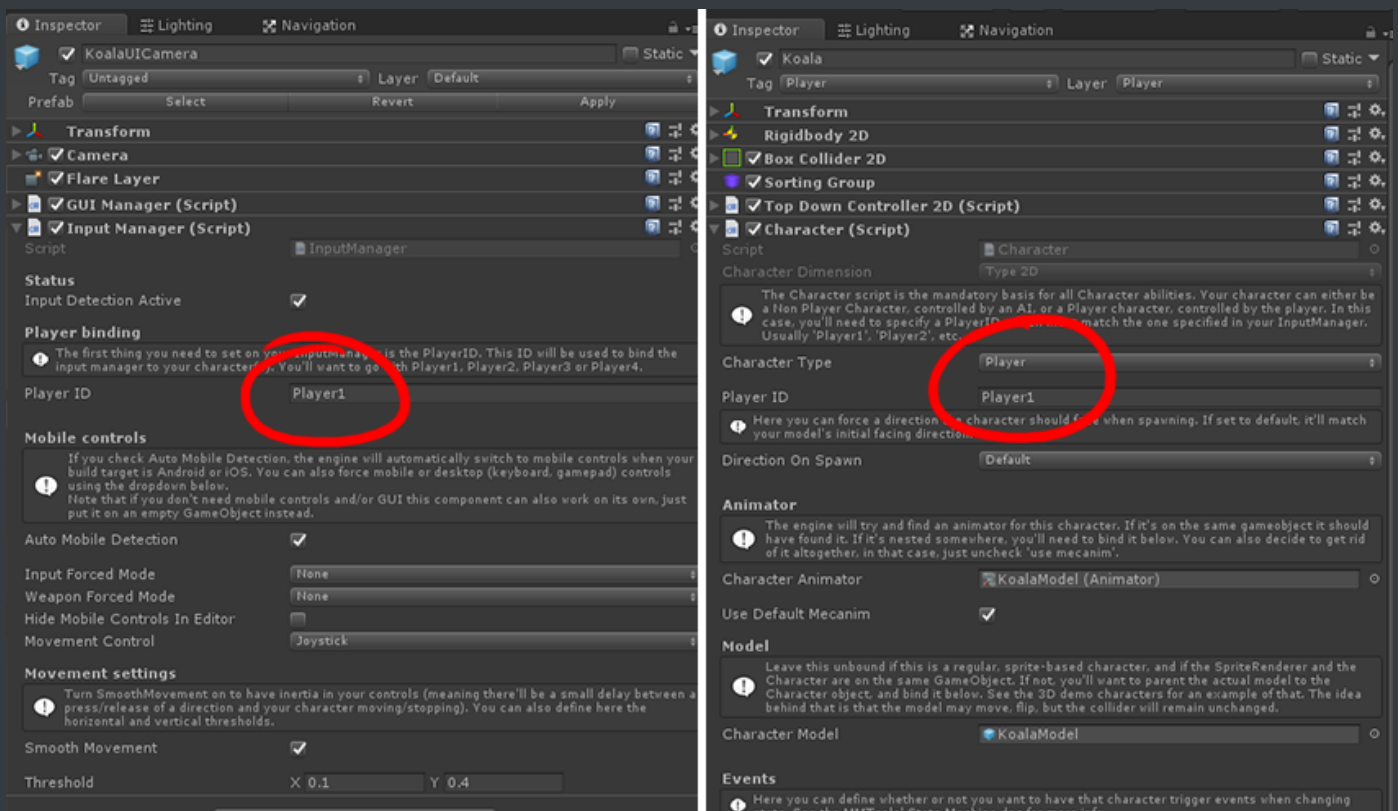 Inspector
Lighting
Navigation
KoalaUICamera
Static
Tag Untagged
Layer Default
Prefab Select Revert Apply
Transform
Camera
Flare Layer
GUI Manager (Script)
Input Manager (Script)
Script InputManager
Status
Input Detection Active
Player binding
The first thing you need to set on your InputManager is the PlayerID. This ID will be used to bind the
input manager to your character(s). You'll want to go with Player1, Player2, Player3 or Player4.
Player ID Player1
Mobile controls
If you check Auto Mobile Detection, the engine will automatically switch to mobile controls when your
build target is Android or iOS. You can also force mobile or desktop (keyboard, gamepad) controls
using the dropdown below.
Note that if you don't need mobile controls and/or GUI this component can also work on its own, just
put it on an empty GameObject instead.
Auto Mobile Detection
Input Forced Mode None
Weapon Forced Mode None
Hide Mobile Controls In Editor
Movement Control Joystick
Movement settings
Turn SmoothMovement on to have inertia in your controls (meaning there'll be a small delay between a
press/release of a direction and your character moving/stopping). You can also define here the
horizontal and vertical thresholds.
Smooth Movement
Threshold X 0.1 Y 0.4
Inspector
Lighting
Navigation
Koala
Static
Tag Player
Layer Player
Transform
Rigidbody 2D
Box Collider 2D
Sorting Group
Top Down Controller 2D (Script)
Character (Script)
Script Character
Character Dimension Type 2D
The Character script is the mandatory basis for all Character abilities. Your character can either be
a Non Player Character, controlled by an AI, or a Player character, controlled by the player. In this
case, you'll need to specify a PlayerID, match the one specified in your InputManager.
Usually 'Player1', 'Player2', etc.
Character Type Player
Player ID Player1
Here you can force a direction the character should face when spawning. If set to default, it'll match
your model's initial facing direction.
Direction On Spawn Default
Animator
The engine will try and find an animator for this character. If it's on the same gameobject it should
have found it. If it's nested somewhere, you'll need to bind it below. You can also decide to get rid
of it altogether, in that case, just uncheck 'use mecanim'.
Character Animator KoalaModel (Animator)
Use Default Mecanim
Model
Leave this unbound if this is a regular, sprite-based character, and if the SpriteRenderer and the
Character are on the same GameObject. If not, you'll want to parent the actual model to the
Character object, and bind it below. See the 3D demo characters for an example of that. The idea
behind that is that the model may move, flip, but the collider will remain unchanged.
Character Model KoalaModel
Events
Here you can define whether or not you want to have that character trigger events when changing